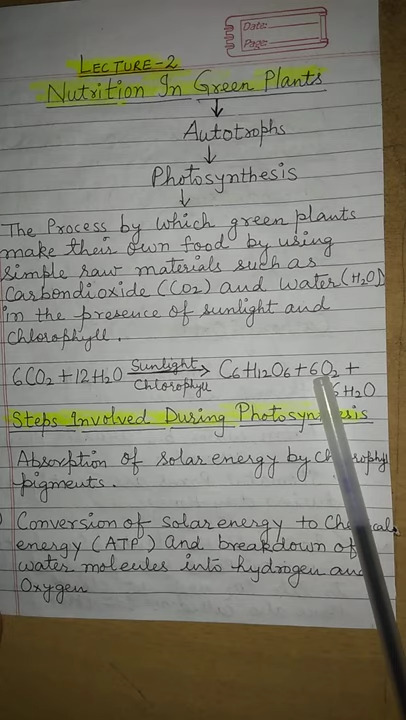 Date:
Page:
LECTURE-2
Nutrition In Green Plants
Autotrophs
Photosynthesis
The Process by which green plants
make their own food by using
simple raw materials such as
Carbondioxide (CO2) and water (H2O)
in the presence of sunlight and
chlorophyll.
6CO2 + 12H2O Sunlight Chlorophyll C6H12O6 + 6O2 +
6H2O
Steps Involved During Photosynthesis
Absorption of solar energy by chlorophyll
pigments.
Conversion of solar energy to Chemical
energy (ATP) and breakdown of
water molecules into hydrogen and
Oxygen